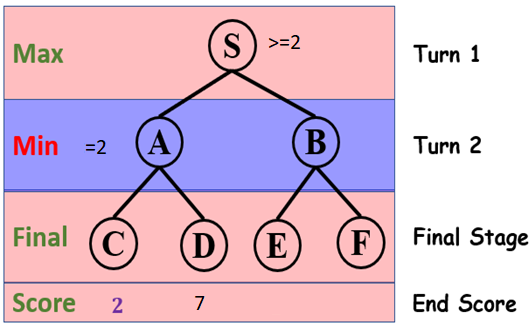 Max S >=2 Turn 1
Min =2 A B Turn 2
Final C D E F Final Stage
Score 2 7 End Score